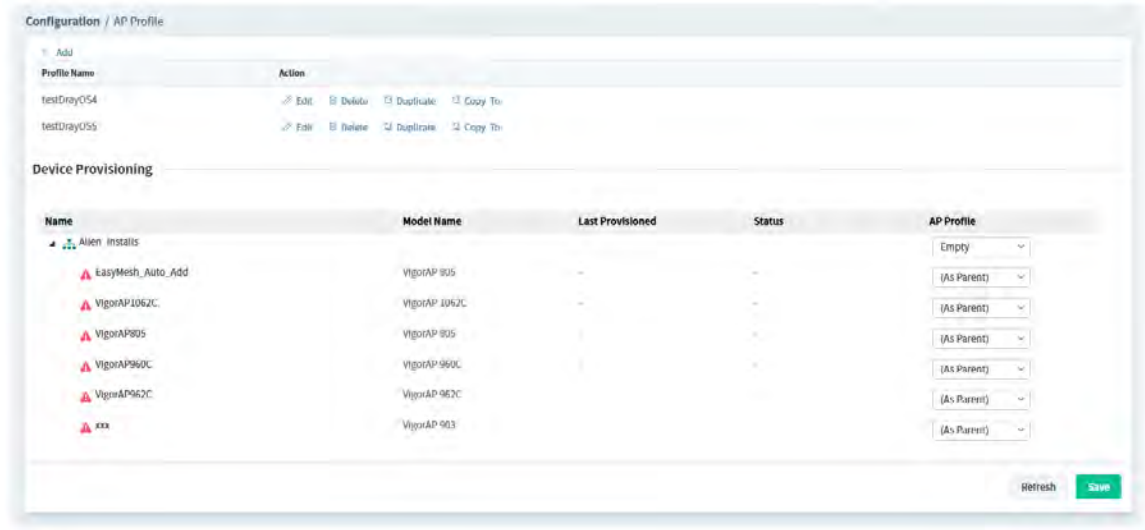 Configuration / AP Profile
Add
Profile Name Action
testDrayOS4 Edit Delete Duplicate Copy To
testDrayOS5 Edit Delete Duplicate Copy To
Device Provisioning
Name Model Name Last Provisioned Status AP Profile
Alien_Installs Empty
EasyMesh_Auto_Add VigorAP 805 - - (As Parent)
VigorAP1062C VigorAP 1062C - - (As Parent)
VigorAP805 VigorAP 805 - - (As Parent)
VigorAP960C VigorAP 960C - - (As Parent)
VigorAP962C VigorAP 962C (As Parent)
xxx VigorAP 903 (As Parent)
Refresh Save